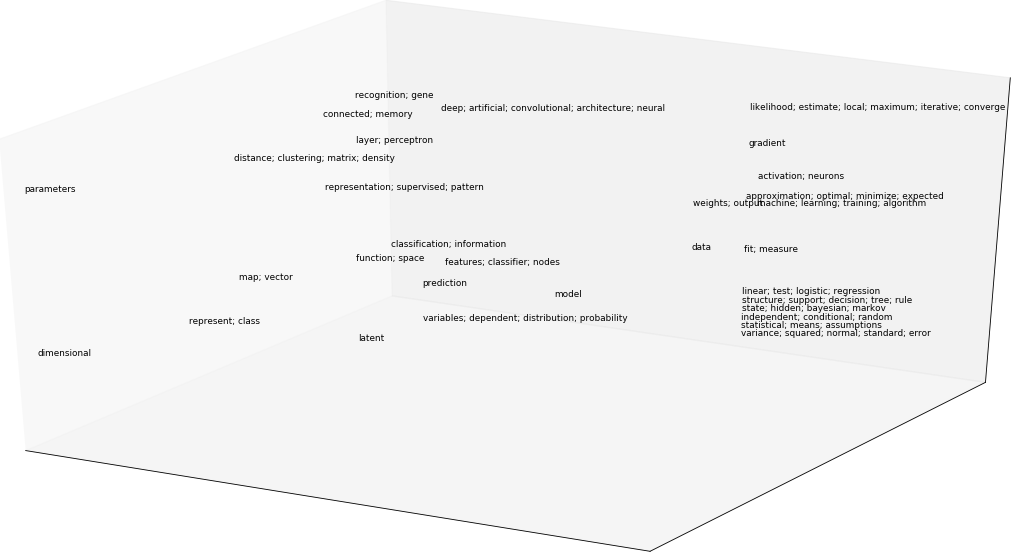 recognition; gene
deep; artificial; convolutional; architecture; neural
likelihood; estimate; local; maximum; iterative; converge
connected; memory
layer; perceptron
gradient
distance; clustering; matrix; density
activation; neurons
representation; supervised; pattern
parameters
approximation; optimal; minimize; expected
weights; output
machine; learning; training; algorithm
classification; information
data
fit; measure
function; space
features; classifier; nodes
map; vector
prediction
model
linear; test; logistic; regression
structure; support; decision; tree; rule
state; hidden; bayesian; markov
represent; class
variables; dependent; distribution; probability
independent; conditional; random
statistical; means; assumptions
variance; squared; normal; standard; error
latent
dimensional